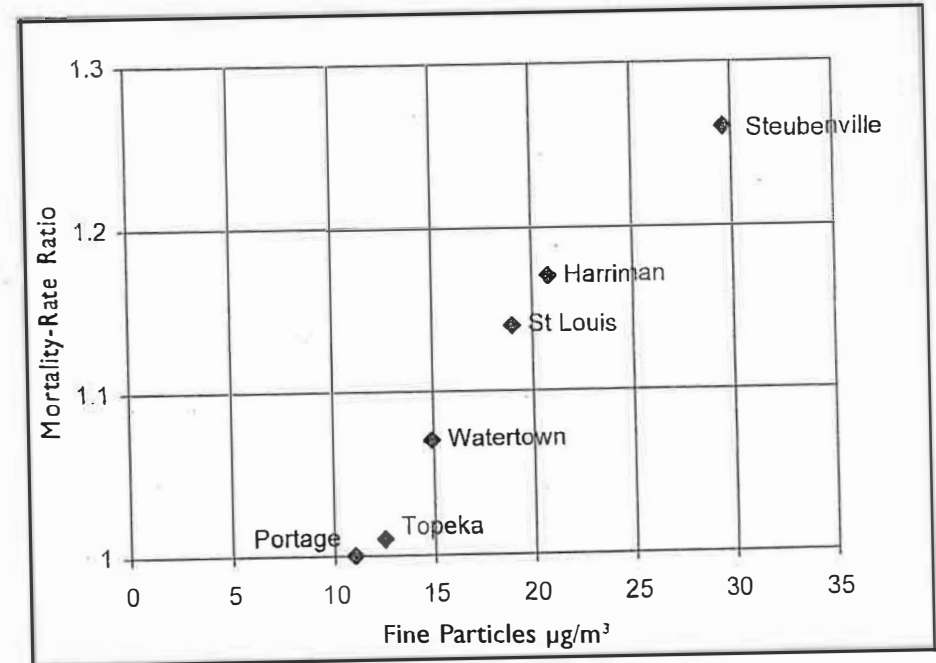 1.3
Steubenville
1.2
Harriman
St Louis
1.1
Watertown
Topeka
Portage
1
0 5 10 15 20 25 30 35
Mortality-Rate Ratio
Fine Particles µg/m³